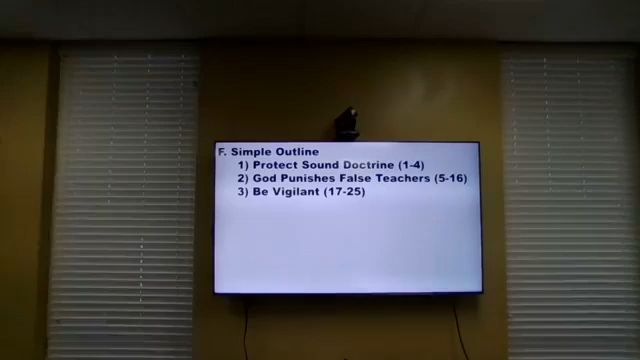 F. Simple Outline
1) Protect Sound Doctrine (1-4)
2) God Punishes False Teachers (5-16)
3) Be Vigilant (17-25)